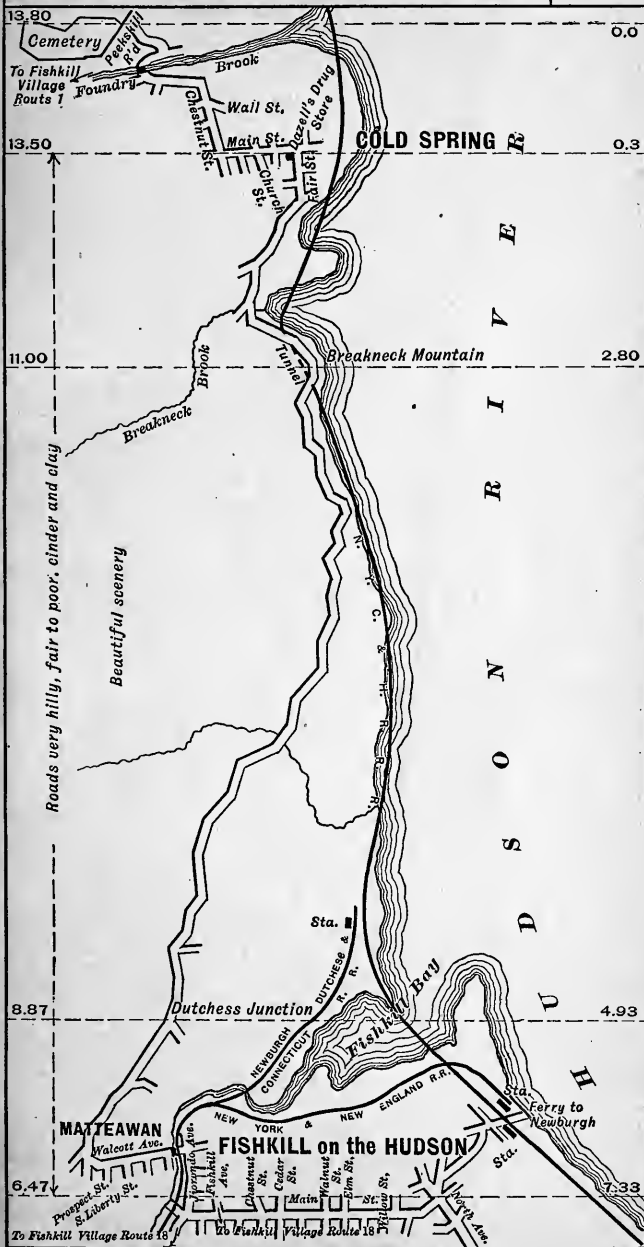 13.80
0.0
Cemetery
Peekskill
R'd
Brook
To Fishkill
Village
Routes 1
Foundry
Wall St.
Chestnut St.
Main St.
Dazell's Drug
Store
Church
St.
Fair St.
COLD SPRING
13.50
0.3
HUDSON RIVER
Tunnel
Breakneck Mountain
11.00
2.80
Breakneck Brook
Roads very hilly, fair to poor, cinder and clay
Beautiful scenery
N. Y. C. & H. R. R. R.
Sta.
NEWBURGH DUTCHESS &
CONNECTICUT R. R.
Dutchess Junction
Fishkill Bay
8.87
4.93
NEW YORK & NEW ENGLAND R.R.
Sta.
Ferry to
Newburgh
Sta.
MATTEAWAN
Walcott Ave.
FISHKILL on the HUDSON
Prospect St.
S. Liberty St.
Fishkill
Ave.
Chestnut
St.
Cedar
St.
Main St.
Walnut
St.
Elm St.
Willow St.
North Ave.
6.47
7.33
To Fishkill Village Route 18
To Fishkill Village Route 18